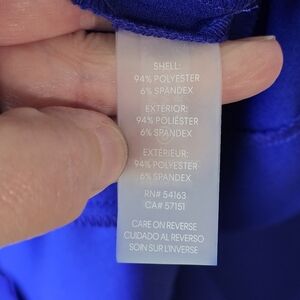 SHELL:
94% POLYESTER
6% SPANDEX
EXTERIOR:
94% POLIÉSTER
6% SPANDEX
EXTÉRIEUR:
94% POLYESTER
6% SPANDEX
RN# 54163
CA# 57151
CARE ON REVERSE
CUIDADO AL REVERSO
SOIN SUR L'INVERSE